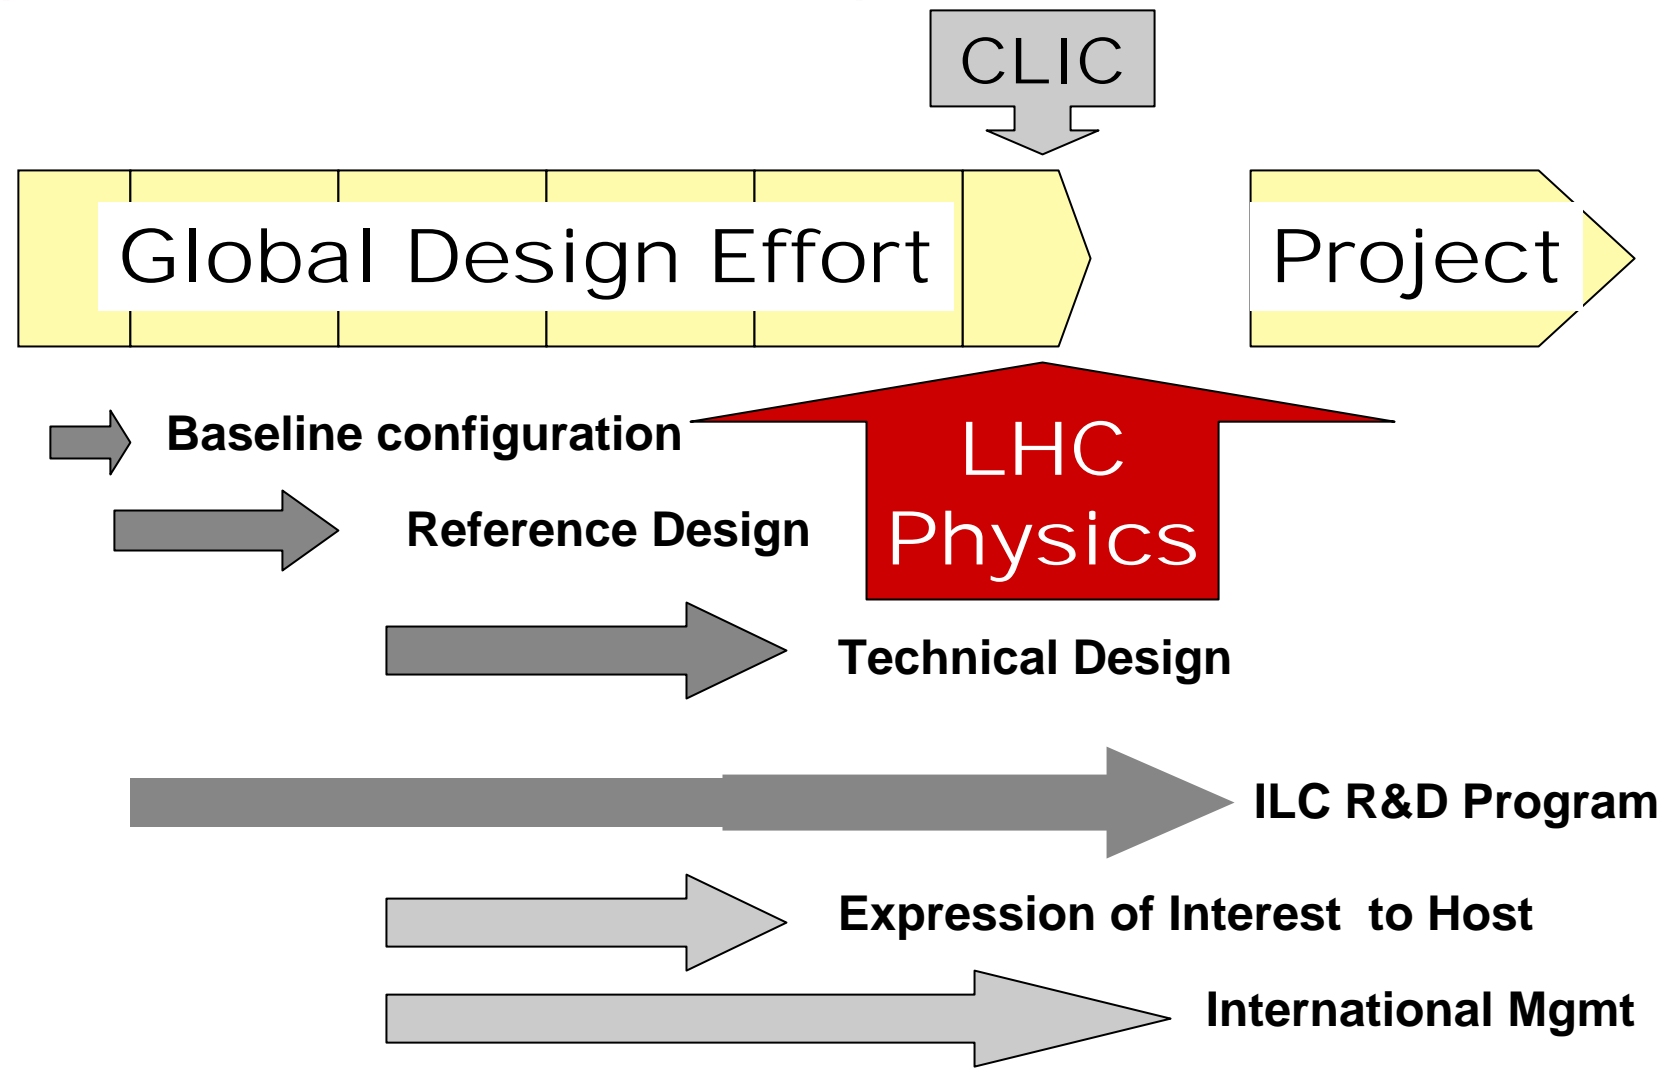 CLIC
Global Design Effort
Project
Baseline configuration
LHC
Physics
Reference Design
Technical Design
ILC R&D Program
Expression of Interest  to Host
International Mgmt